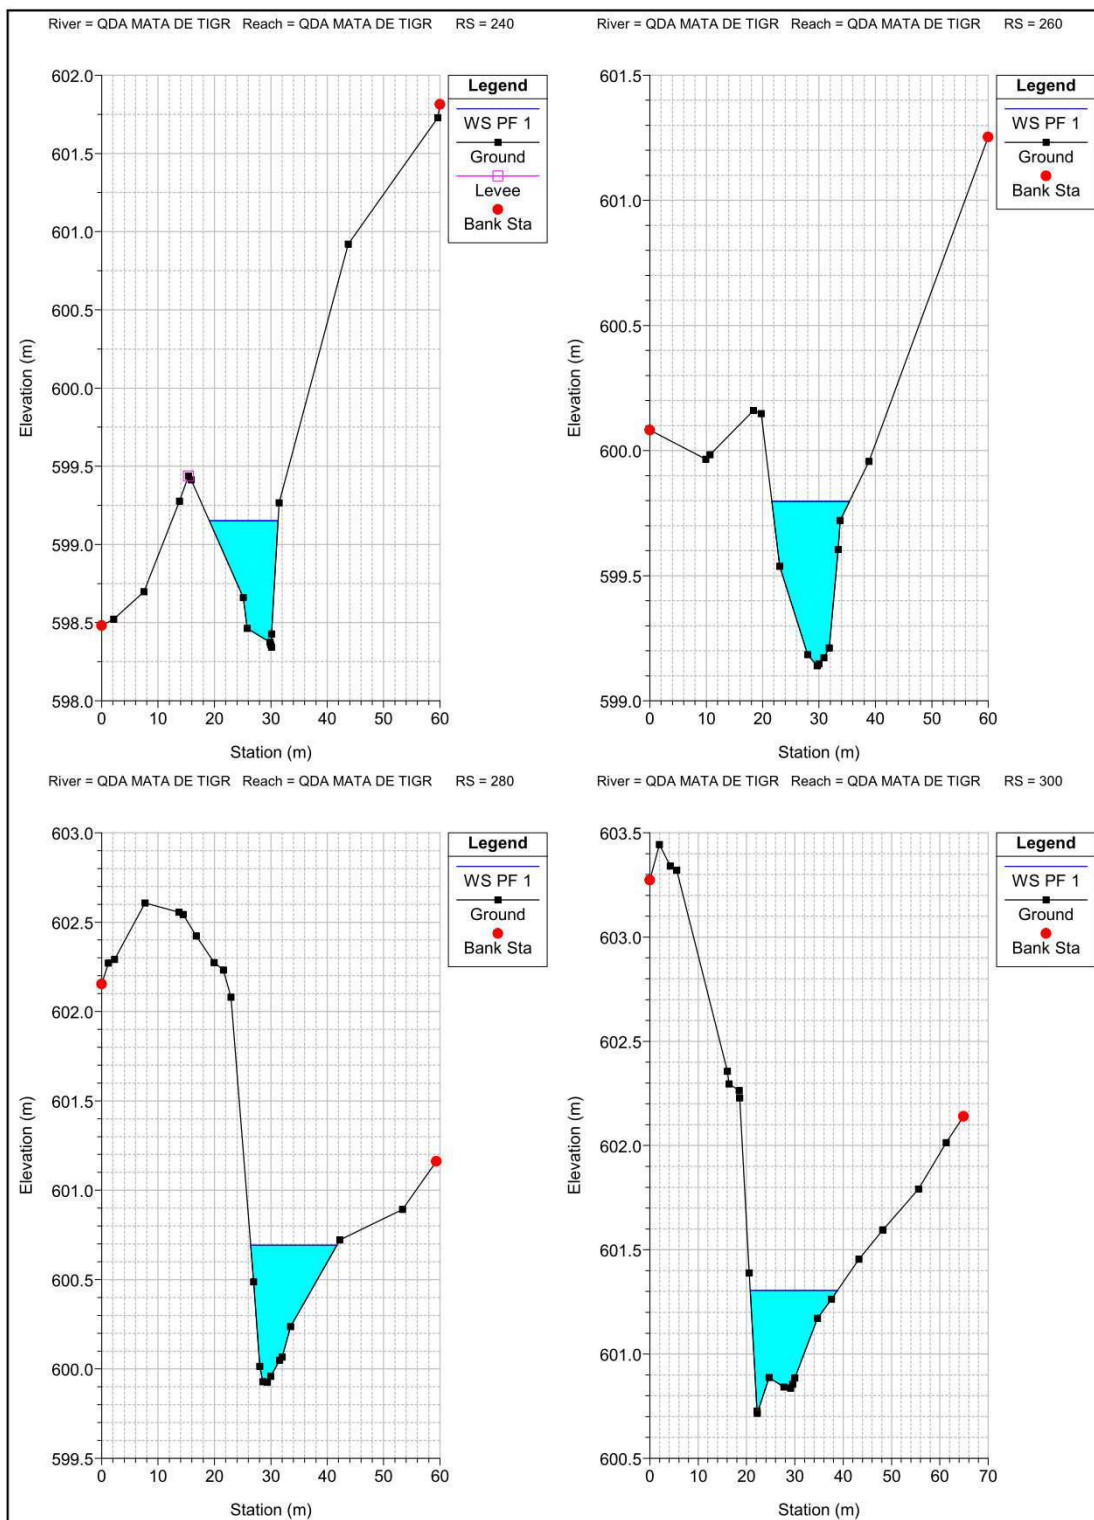 River = QDA MATA DE TIGR Reach = QDA MATA DE TIGR RS = 240
602.0
601.5
601.0
600.5
600.0
599.5
599.0
598.5
598.0
0 10 20 30 40 50 60
Elevation (m)
Station (m)
Legend
WS PF 1
Ground
Levee
Bank Sta
River = QDA MATA DE TIGR Reach = QDA MATA DE TIGR RS = 260
601.5
601.0
600.5
600.0
599.5
599.0
0 10 20 30 40 50 60
Elevation (m)
Station (m)
Legend
WS PF 1
Ground
Bank Sta
River = QDA MATA DE TIGR Reach = QDA MATA DE TIGR RS = 280
603.0
602.5
602.0
601.5
601.0
600.5
600.0
599.5
0 10 20 30 40 50 60
Elevation (m)
Station (m)
Legend
WS PF 1
Ground
Bank Sta
River = QDA MATA DE TIGR Reach = QDA MATA DE TIGR RS = 300
603.5
603.0
602.5
602.0
601.5
601.0
600.5
0 10 20 30 40 50 60 70
Elevation (m)
Station (m)
Legend
WS PF 1
Ground
Bank Sta